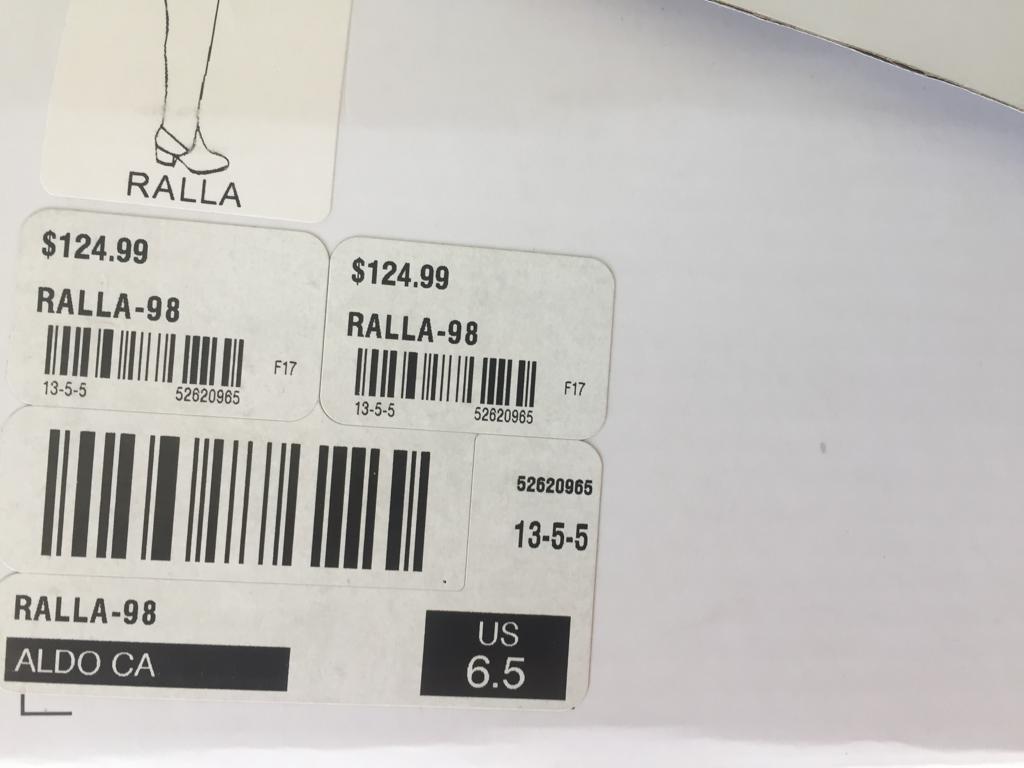 RALLA
$124.99
RALLA-98
13-5-5 52620965 F17
$124.99
RALLA-98
13-5-5 52620965 F17
52620965
13-5-5
RALLA-98
ALDO CA
US
6.5